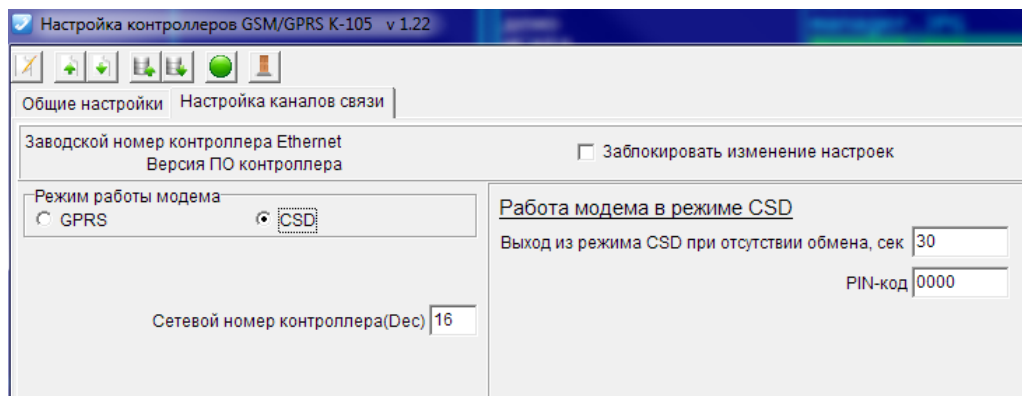 Настройка контроллеров GSM/GPRS K-105 v 1.22
Общие настройки Настройка каналов связи
Заводской номер контроллера Ethernet
Версия ПО контроллера
Заблокировать изменение настроек
Режим работы модема
GPRS CSD
Сетевой номер контроллера(Dec) 16
Работа модема в режиме CSD
Выход из режима CSD при отсутствии обмена, сек 30
PIN-код 0000